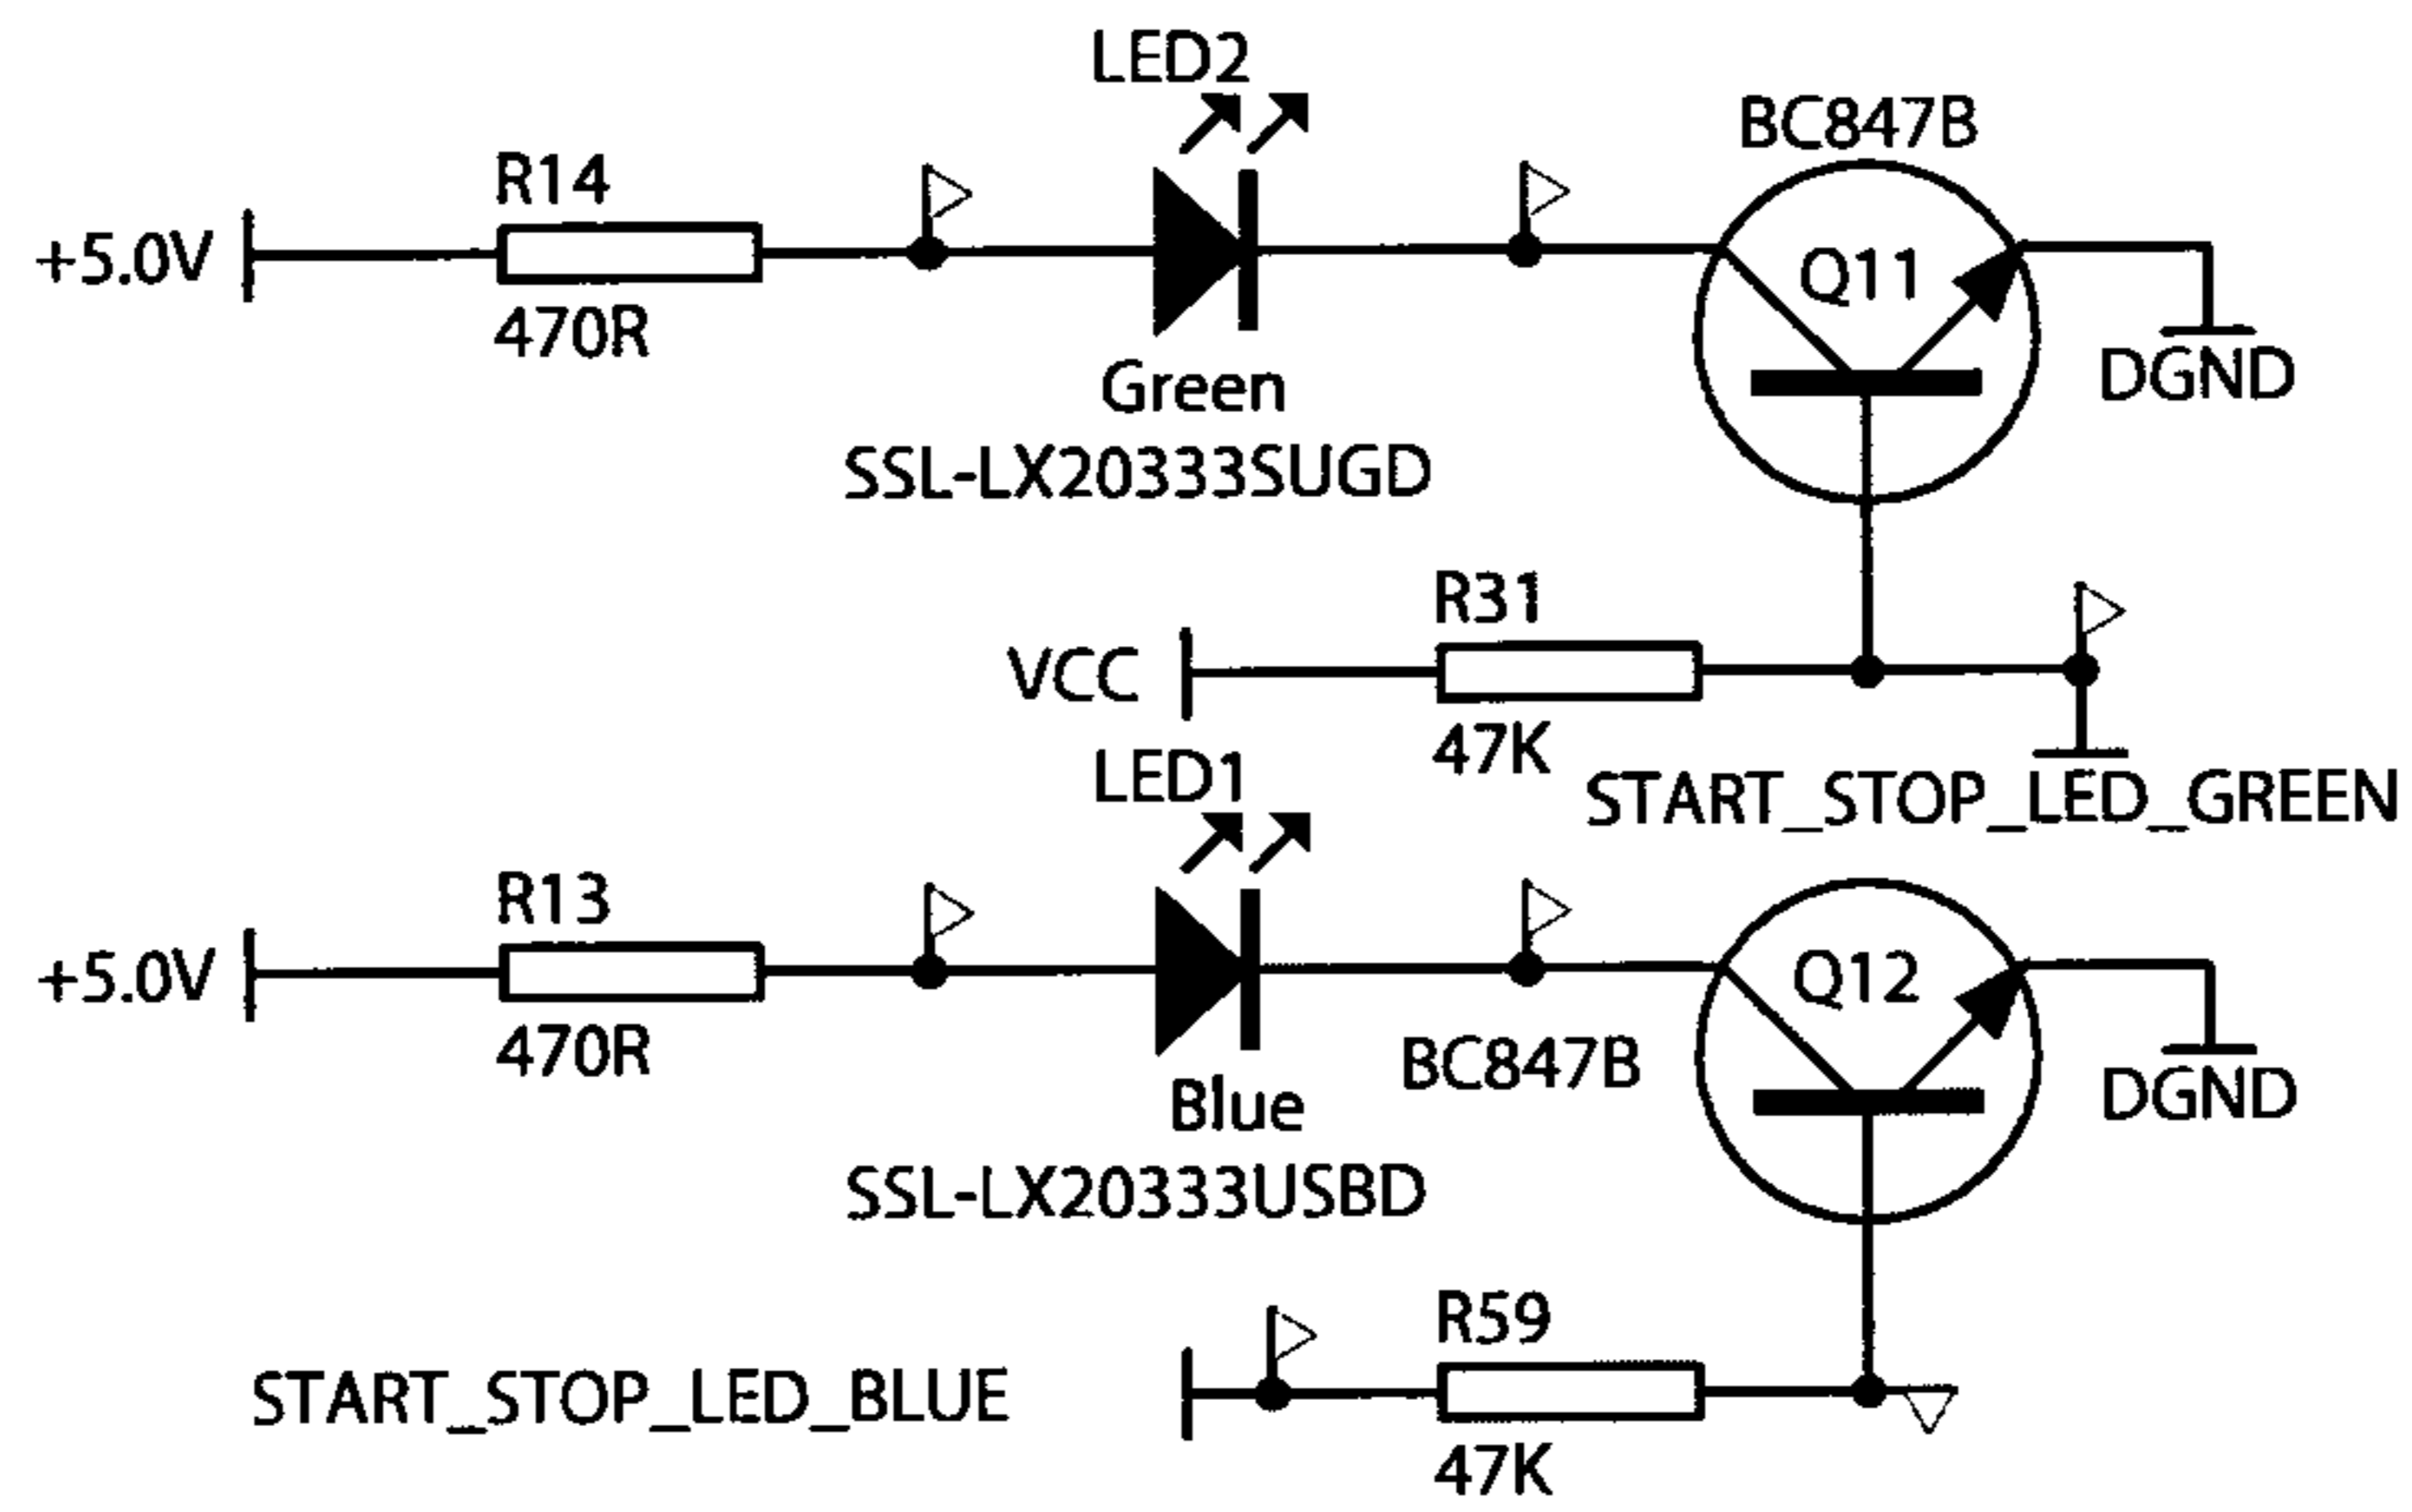 LED2
BC847B
R14
+5.0V
Q11
470R
DGND
Green
SSL-LX20333SUGD
R31
VCC
47K
LED1
START_STOP_LED_GREEN
R13
+5.0V
Q12
470R
BC847B
Blue
DGND
SSL-LX20333USBD
R59
START_STOP_LED_BLUE
47K